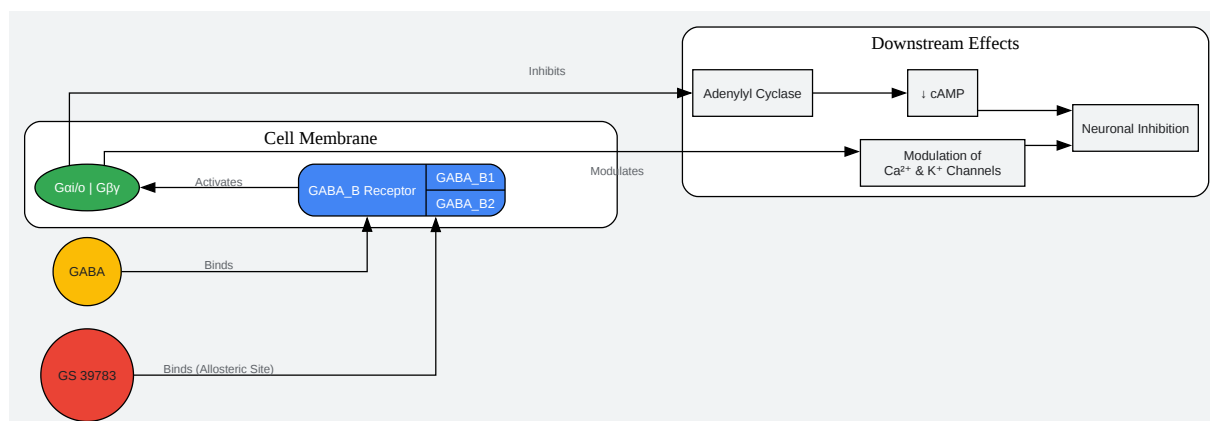 Downstream Effects
Inhibits
Adenylyl Cyclase
↓ cAMP
Neuronal Inhibition
Cell Membrane
Modulation of
Ca²⁺ & K⁺ Channels
Modulates
Gαi/o | Gβγ
Activates
GABA_B Receptor
GABA_B1
GABA_B2
GABA
Binds
GS 39783
Binds (Allosteric Site)